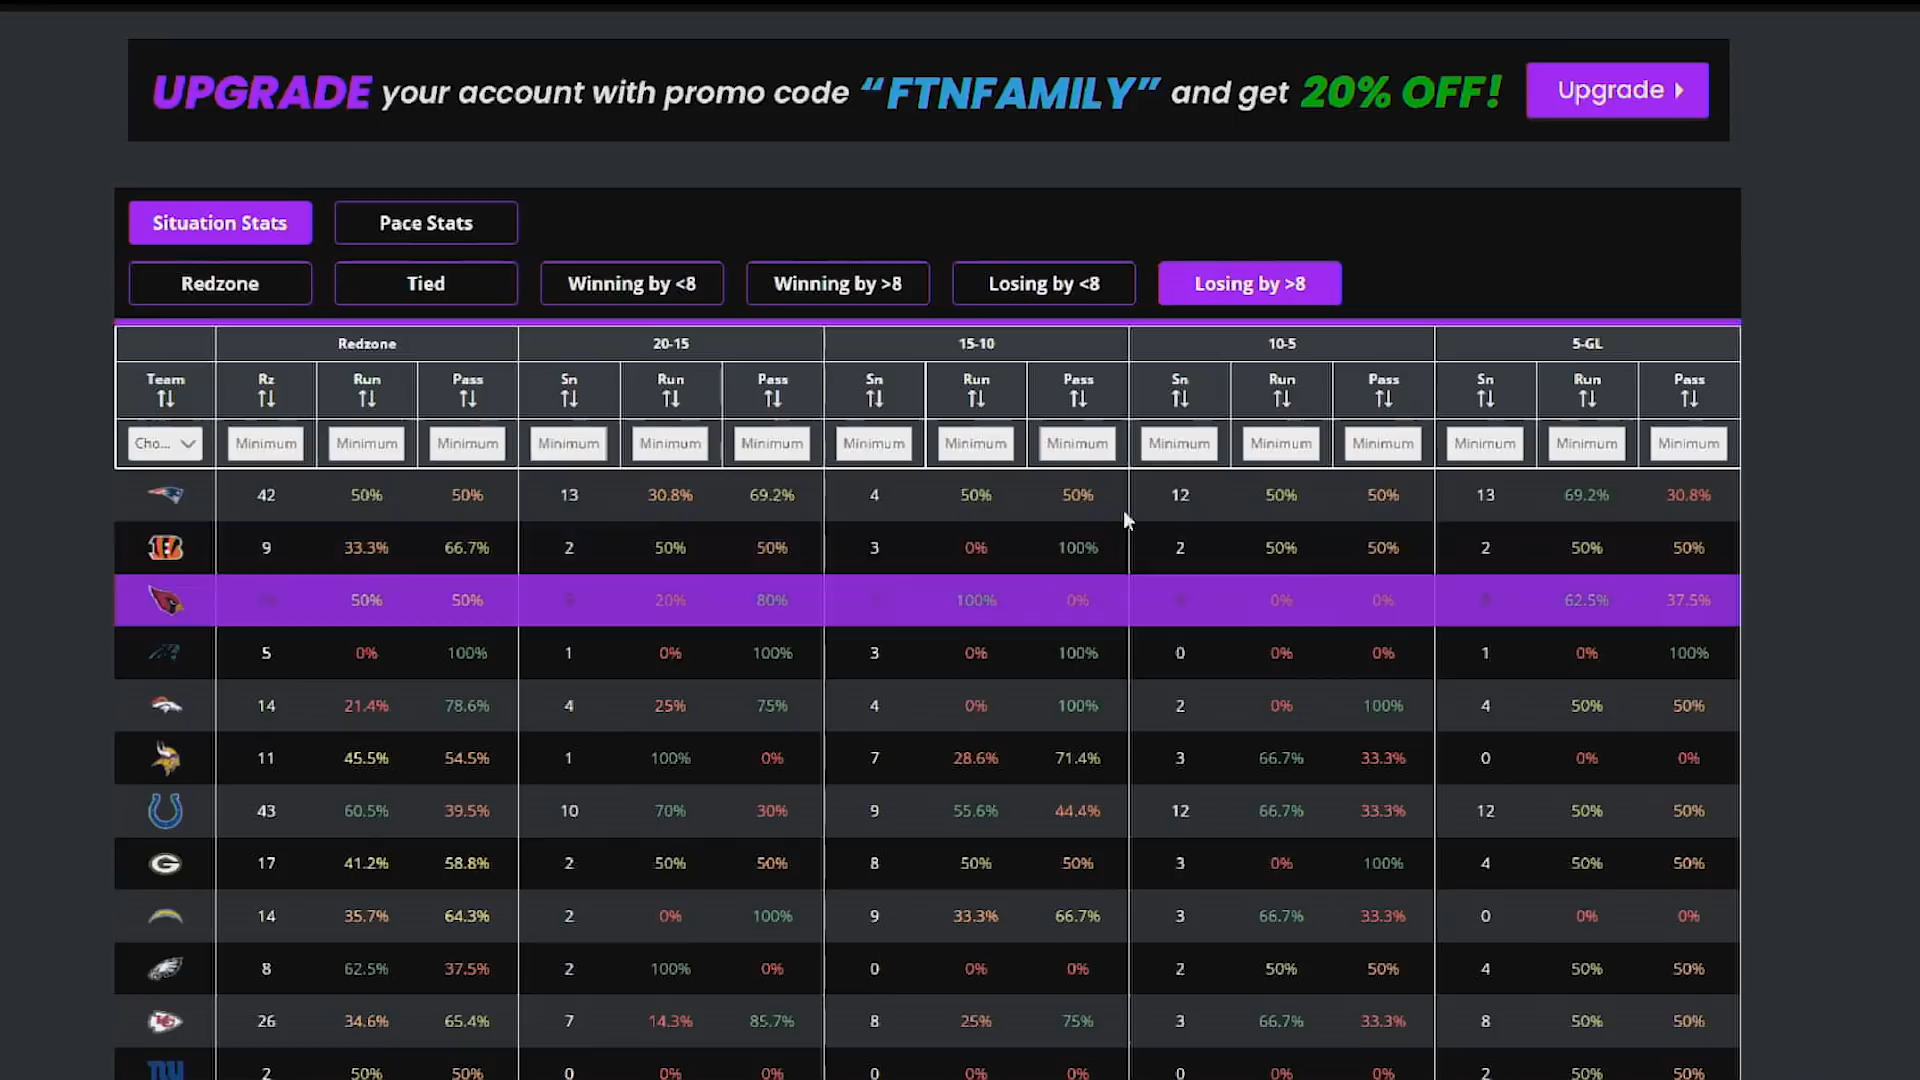 UPGRADE your account with promo code “FTNFAMILY” and get 20% OFF! Upgrade
Situation Stats Pace Stats
Redzone Tied Winning by <8 Winning by >8 Losing by <8 Losing by >8
Redzone 20-15 15-10 10-5 5-GL
Team Rz Run Pass Sn Run Pass Sn Run Pass Sn Run Pass Sn Run Pass
Cho... Minimum Minimum Minimum Minimum Minimum Minimum Minimum Minimum Minimum Minimum Minimum Minimum Minimum Minimum Minimum
42 50% 50% 13 30.8% 69.2% 4 50% 50% 12 50% 50% 13 69.2% 30.8%
9 33.3% 66.7% 2 50% 50% 3 0% 100% 2 50% 50% 2 50% 50%
50% 50% 20% 80% 100% 0% 0% 0% 62.5% 37.5%
5 0% 100% 1 0% 100% 3 0% 100% 0 0% 0% 1 0% 100%
14 21.4% 78.6% 4 25% 75% 4 0% 100% 2 0% 100% 4 50% 50%
11 45.5% 54.5% 1 100% 0% 7 28.6% 71.4% 3 66.7% 33.3% 0 0% 0%
43 60.5% 39.5% 10 70% 30% 9 55.6% 44.4% 12 66.7% 33.3% 12 50% 50%
G 17 41.2% 58.8% 2 50% 50% 8 50% 50% 3 0% 100% 4 50% 50%
14 35.7% 64.3% 2 0% 100% 9 33.3% 66.7% 3 66.7% 33.3% 0 0% 0%
8 62.5% 37.5% 2 100% 0% 0 0% 0% 2 50% 50% 4 50% 50%
KC 26 34.6% 65.4% 7 14.3% 85.7% 8 25% 75% 3 66.7% 33.3% 8 50% 50%
ny 2 50% 50% 0 0% 0% 0 0% 0% 0 0% 0% 2 50% 50%